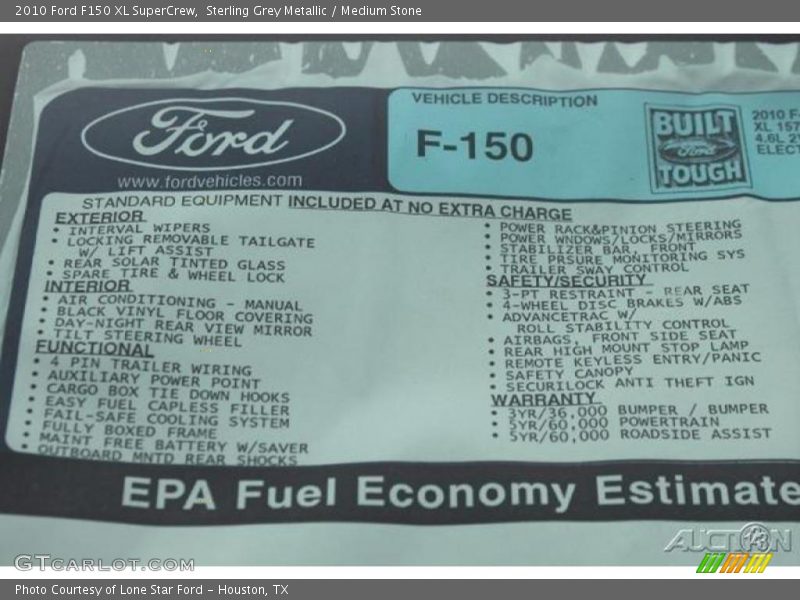 2010 Ford F150 XL SuperCrew, Sterling Grey Metallic / Medium Stone
Ford
www.fordvehicles.com
VEHICLE DESCRIPTION
F-150
BUILT
Ford
TOUGH
2010 F-
XL 157
4.6L
ELECT
STANDARD EQUIPMENT INCLUDED AT NO EXTRA CHARGE
EXTERIOR
• INTERVAL WIPERS
• LOCKING REMOVABLE TAILGATE
W/ LIFT ASSIST
• REAR SOLAR TINTED GLASS
• SPARE TIRE & WHEEL LOCK
INTERIOR
• AIR CONDITIONING - MANUAL
• BLACK VINYL FLOOR COVERING
• DAY-NIGHT REAR VIEW MIRROR
• TILT STEERING WHEEL
FUNCTIONAL
• 4 PIN TRAILER WIRING
• AUXILIARY POWER POINT
• CARGO BOX TIE DOWN HOOKS
• EASY FUEL CAPLESS FILLER
• FAIL-SAFE COOLING SYSTEM
• FULLY BOXED FRAME
• MAINT FREE BATTERY W/SAVER
OUTBOARD MNTD REAR SHOCKS
• POWER RACK&PINION STEERING
• POWER WNDOWS/LOCKS/MIRRORS
• STABILIZER BAR, FRONT
• TIRE PRSURE MONITORING SYS
• TRAILER SWAY CONTROL
SAFETY/SECURITY
• 3-PT RESTRAINT - REAR SEAT
• 4-WHEEL DISC BRAKES W/ABS
• ADVANCETRAC W/
ROLL STABILITY CONTROL
• AIRBAGS, FRONT SIDE SEAT
• REAR HIGH MOUNT STOP LAMP
• REMOTE KEYLESS ENTRY/PANIC
• SAFETY CANOPY
• SECURILOCK ANTI THEFT IGN
WARRANTY
• 3YR/36,000 BUMPER / BUMPER
• 5YR/60,000 POWERTRAIN
• 5YR/60,000 ROADSIDE ASSIST
EPA Fuel Economy Estimate
GTcarlot.com
AUCTION
123
Photo Courtesy of Lone Star Ford - Houston, TX